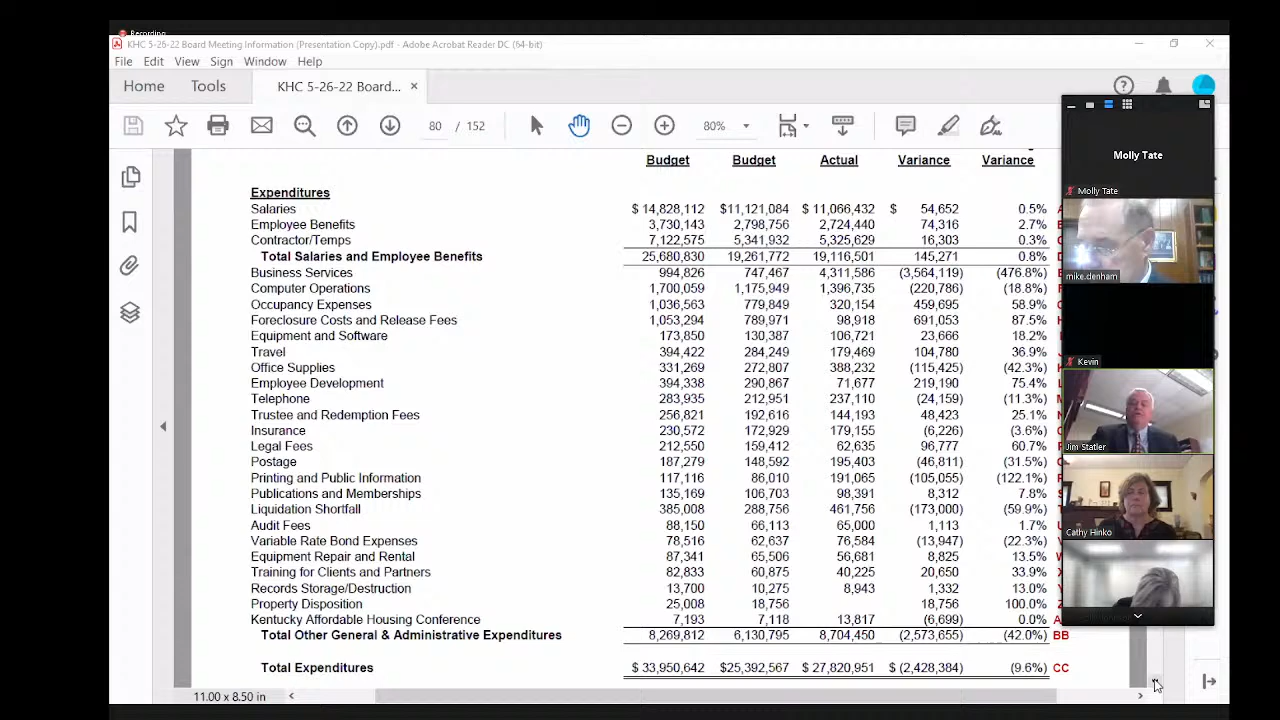 Recording
KHC 5-26-22 Board Meeting Information (Presentation Copy).pdf - Adobe Acrobat Reader DC (64-bit)
File Edit View Sign Window Help
Home Tools KHC 5-26-22 Board... ×
80 / 152 80%
Budget Budget Actual Variance Variance
Expenditures
Salaries $ 14,828,112 $11,121,084 $ 11,066,432 $ 54,652 0.5%
Employee Benefits 3,730,143 2,798,756 2,724,440 74,316 2.7%
Contractor/Temps 7,122,575 5,341,932 5,325,629 16,303 0.3%
Total Salaries and Employee Benefits 25,680,830 19,261,772 19,116,501 145,271 0.8%
Business Services 994,826 747,467 4,311,586 (3,564,119) (476.8%)
Computer Operations 1,700,059 1,175,949 1,396,735 (220,786) (18.8%)
Occupancy Expenses 1,036,563 779,849 320,154 459,695 58.9%
Foreclosure Costs and Release Fees 1,053,294 789,971 98,918 691,053 87.5%
Equipment and Software 173,850 130,387 106,721 23,666 18.2%
Travel 394,422 284,249 179,469 104,780 36.9%
Office Supplies 331,269 272,807 388,232 (115,425) (42.3%)
Employee Development 394,338 290,867 71,677 219,190 75.4%
Telephone 283,935 212,951 237,110 (24,159) (11.3%)
Trustee and Redemption Fees 256,821 192,616 144,193 48,423 25.1%
Insurance 230,572 172,929 179,155 (6,226) (3.6%)
Legal Fees 212,550 159,412 62,635 96,777 60.7%
Postage 187,279 148,592 195,403 (46,811) (31.5%)
Printing and Public Information 117,116 86,010 191,065 (105,055) (122.1%)
Publications and Memberships 135,169 106,703 98,391 8,312 7.8%
Liquidation Shortfall 385,008 288,756 461,756 (173,000) (59.9%)
Audit Fees 88,150 66,113 65,000 1,113 1.7%
Variable Rate Bond Expenses 78,516 62,637 76,584 (13,947) (22.3%)
Equipment Repair and Rental 87,341 65,506 56,681 8,825 13.5%
Training for Clients and Partners 82,833 60,875 40,225 20,650 33.9%
Records Storage/Destruction 13,700 10,275 8,943 1,332 13.0%
Property Disposition 25,008 18,756 18,756 100.0%
Kentucky Affordable Housing Conference 7,193 7,118 13,817 (6,699) 0.0%
Total Other General & Administrative Expenditures 8,269,812 6,130,795 8,704,450 (2,573,655) (42.0%) BB
Total Expenditures $ 33,950,642 $25,392,567 $ 27,820,951 $ (2,428,384) (9.6%) CC
11.00 x 8.50 in
Molly Tate
Molly Tate
mike.denham
Kevin
Jim Statler
Cathy Hinko